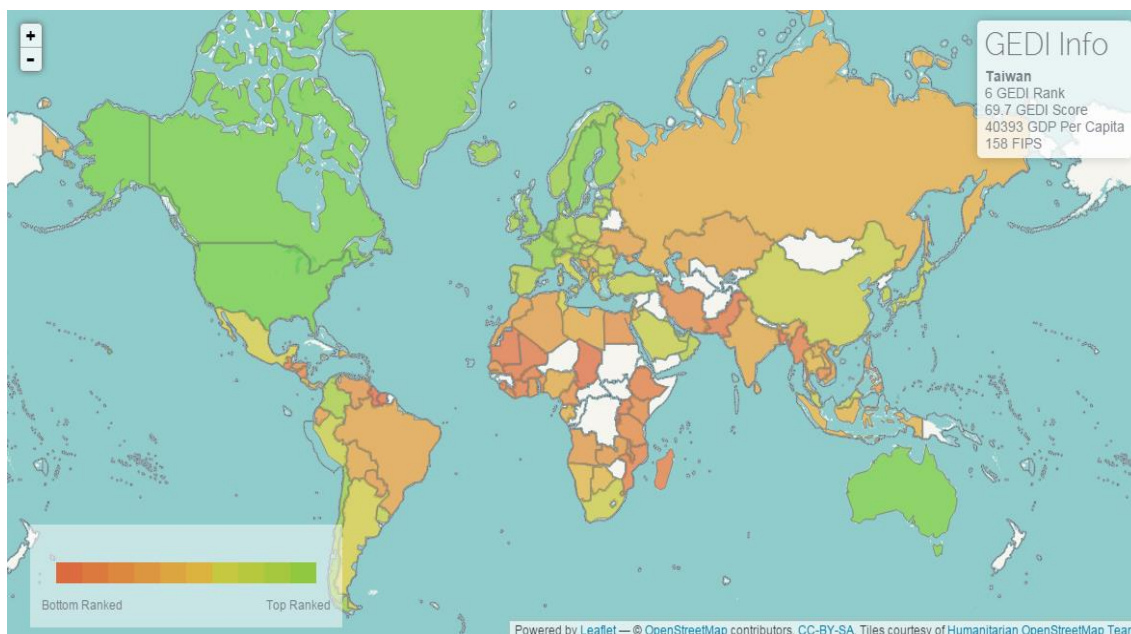 +
-
GEDI Info
Taiwan
6 GEDI Rank
69.7 GEDI Score
40393 GDP Per Capita
158 FIPS
Bottom Ranked
Top Ranked
Powered by Leaflet — © OpenStreetMap contributors, CC-BY-SA, Tiles courtesy of Humanitarian OpenStreetMap Tear